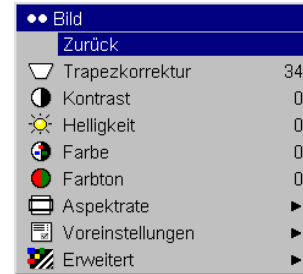 Bild
Zurück
Trapezkorrektur 34
Kontrast 0
Helligkeit 0
Farbe 0
Farbton 0
Aspektrate
Voreinstellungen
Erweitert